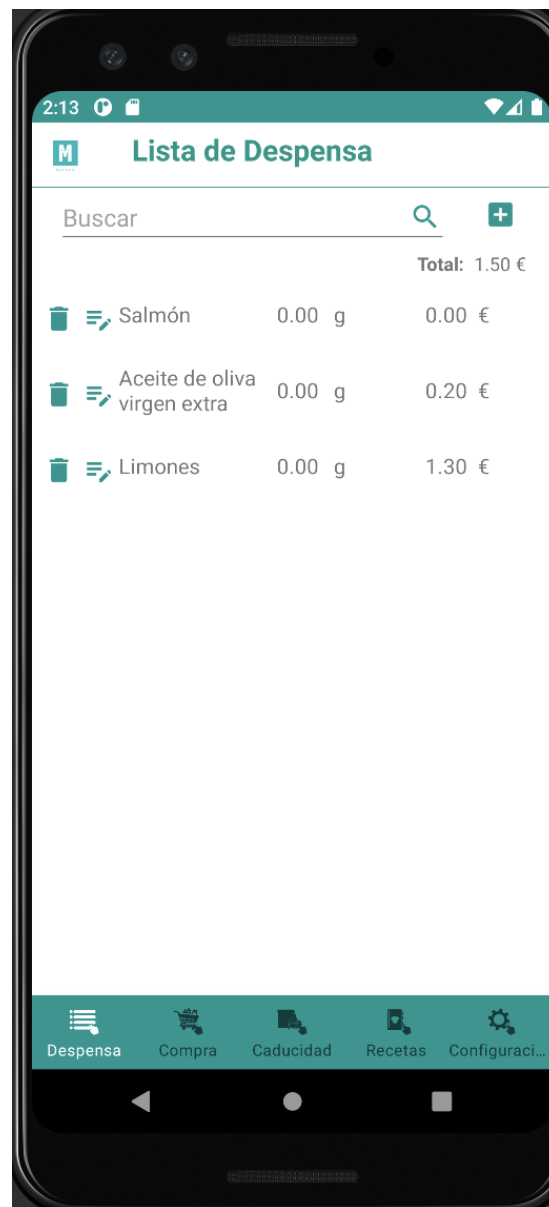 2:13
M
Lista de Despensa
Buscar
Total: 1.50 €
Salmón 0.00 g 0.00 €
Aceite de oliva
virgen extra 0.00 g 0.20 €
Limones 0.00 g 1.30 €
Despensa Compra Caducidad Recetas Configuraci...